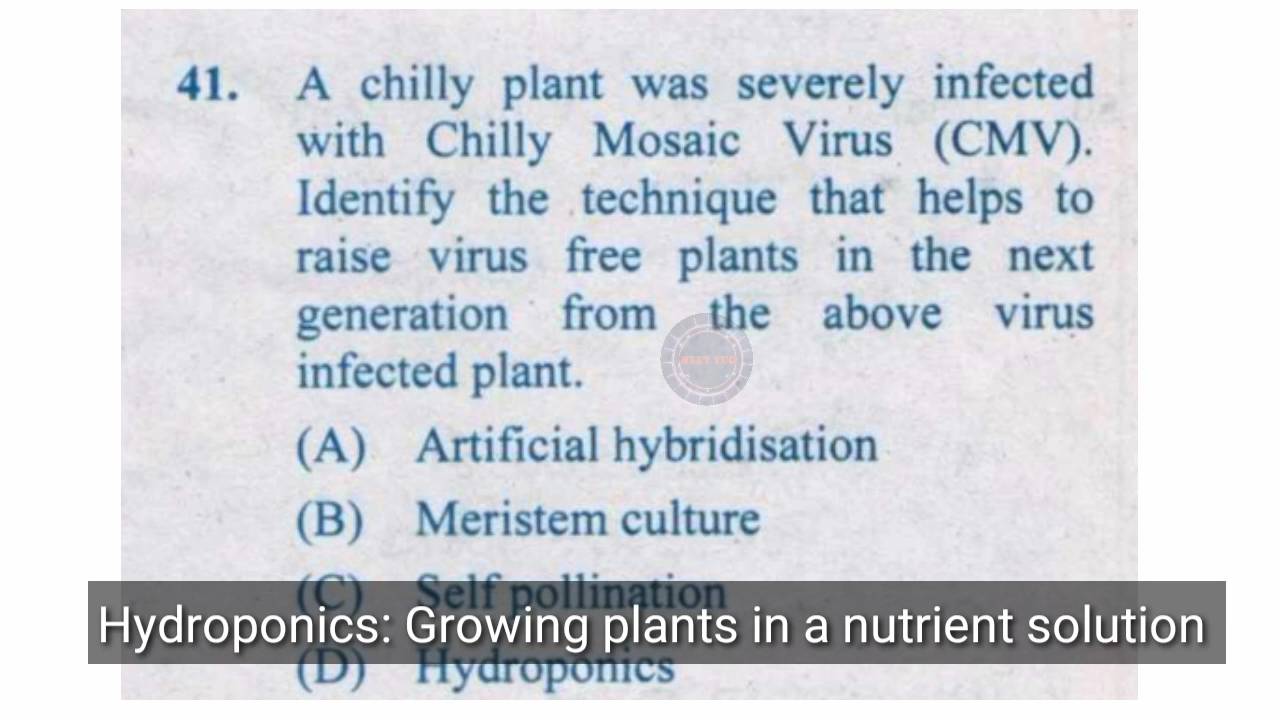 41. A chilly plant was severely infected
with Chilly Mosaic Virus (CMV).
Identify the technique that helps to
raise virus free plants in the next
generation from the above virus
infected plant.
(A) Artificial hybridisation
(B) Meristem culture
(C) Self pollination
Hydroponics: Growing plants in a nutrient solution
(D) Hydroponics